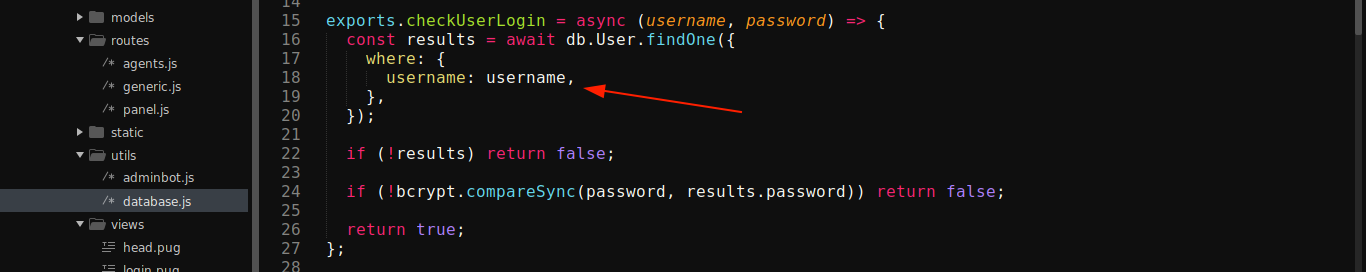 models
routes
agents.js
generic.js
panel.js
static
utils
adminbot.js
database.js
views
head.pug
login.pug
14
15 exports.checkUserLogin = async (username, password) => {
16 const results = await db.User.findOne({
17 where: {
18 username: username,
19 },
20 });
21
22 if (!results) return false;
23
24 if (!bcrypt.compareSync(password, results.password)) return false;
25
26 return true;
27 };
28